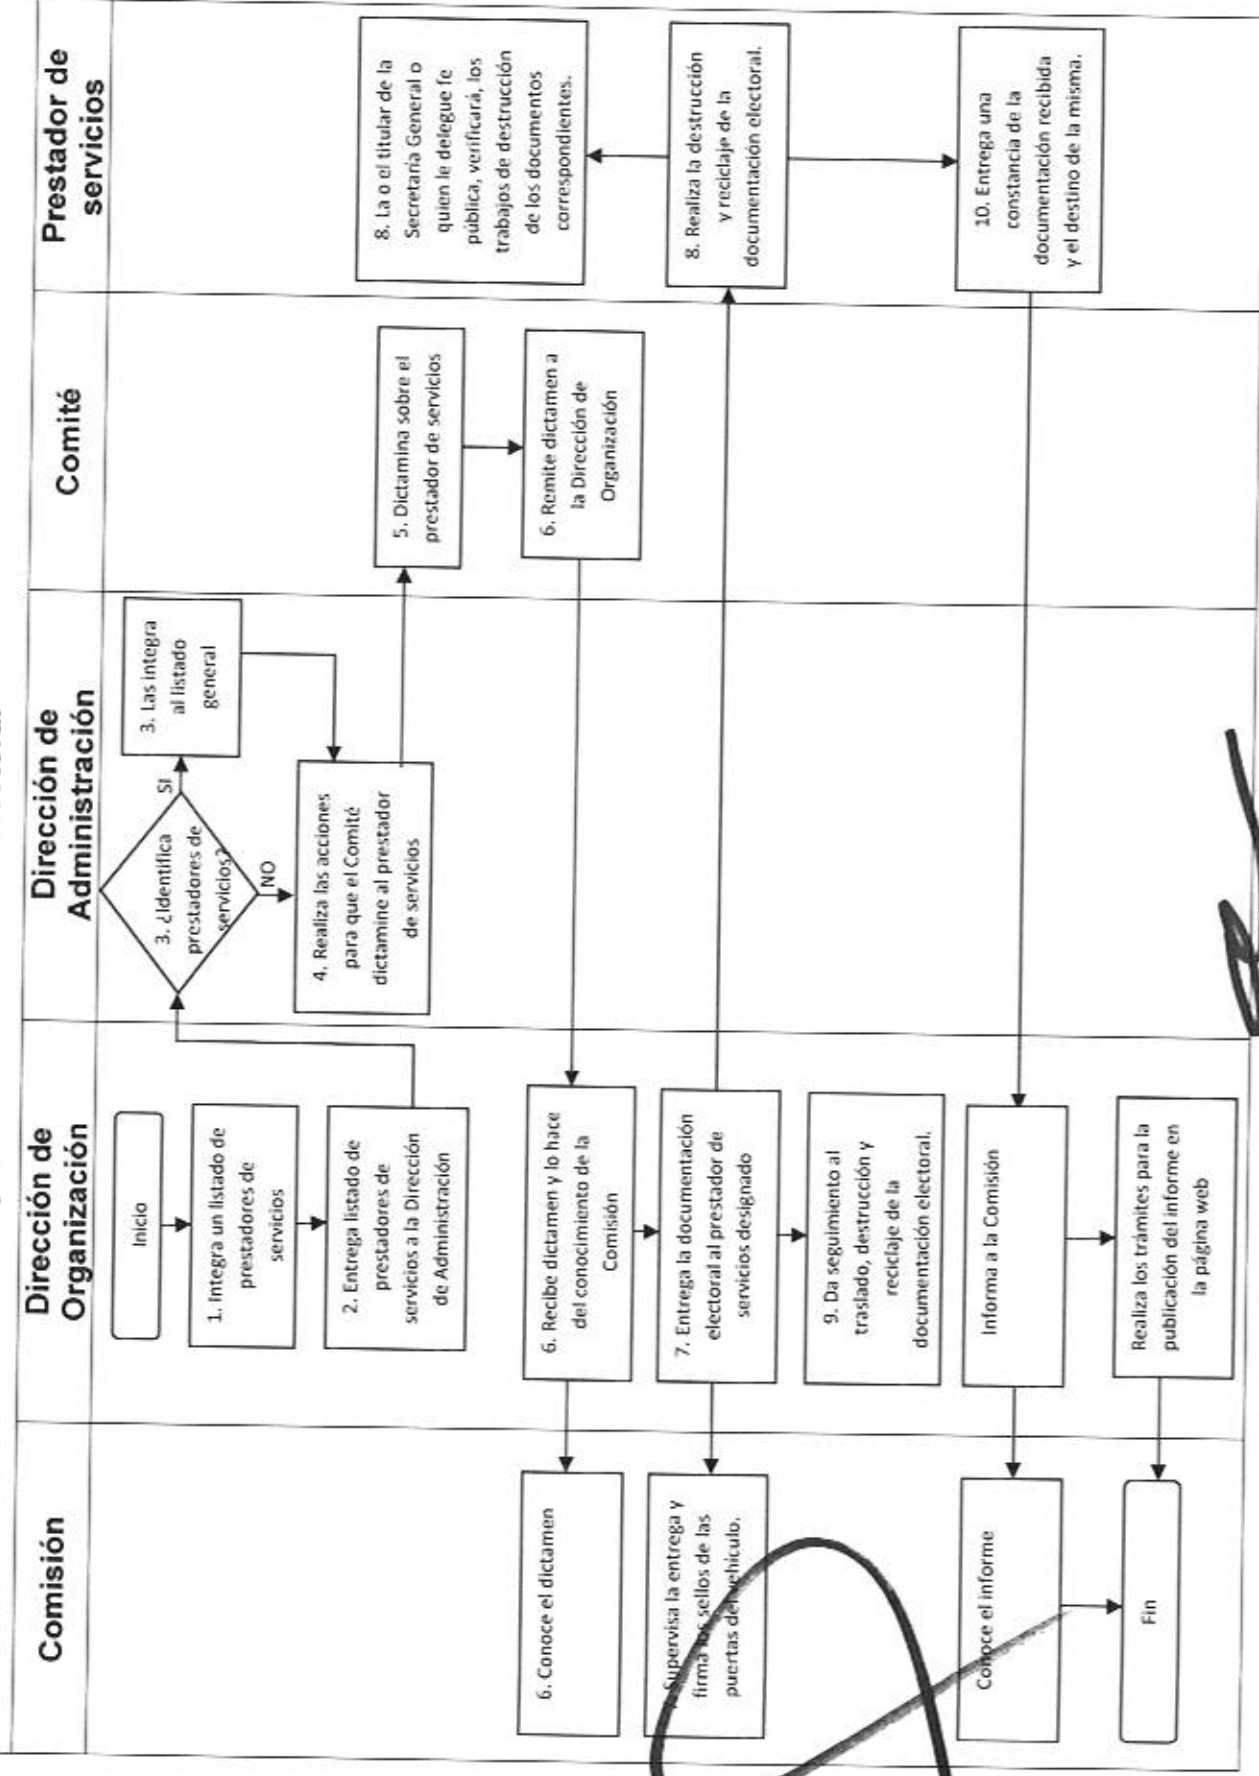 Comisión
Dirección de
Organización
Dirección de
Administración
Comité
Prestador de
servicios
Inicio
1. Integra un listado de
prestadores de
servicios
2. Entrega listado de
prestadores de
servicios a la Dirección
de Administración
3. ¿Identifica
prestadores de
servicios?
SI
NO
3. Las integra
al listado
general
4. Realiza las acciones
para que el Comité
dictamine al prestador
de servicios
5. Dictamina sobre el
prestador de servicios
6. Remite dictamen a
la Dirección de
Organización
6. Recibe dictamen y lo hace
del conocimiento de la
Comisión
6. Conoce el dictamen
7. Entrega la documentación
electoral al prestador de
servicios designado
Supervisa la entrega y
firma los sellos de las
puertas del vehículo.
8. Realiza la destrucción
y reciclaje de la
documentación electoral.
8. La o el titular de la
Secretaría General o
quien le delegue fe
pública, verificará, los
trabajos de destrucción
de los documentos
correspondientes.
9. Da seguimiento al
traslado, destrucción y
reciclaje de la
documentación electoral.
10. Entrega una
constancia de la
documentación recibida
y el destino de la misma.
Informa a la Comisión
Conoce el informe
Realiza los trámites para la
publicación del informe en
la página web
Fin